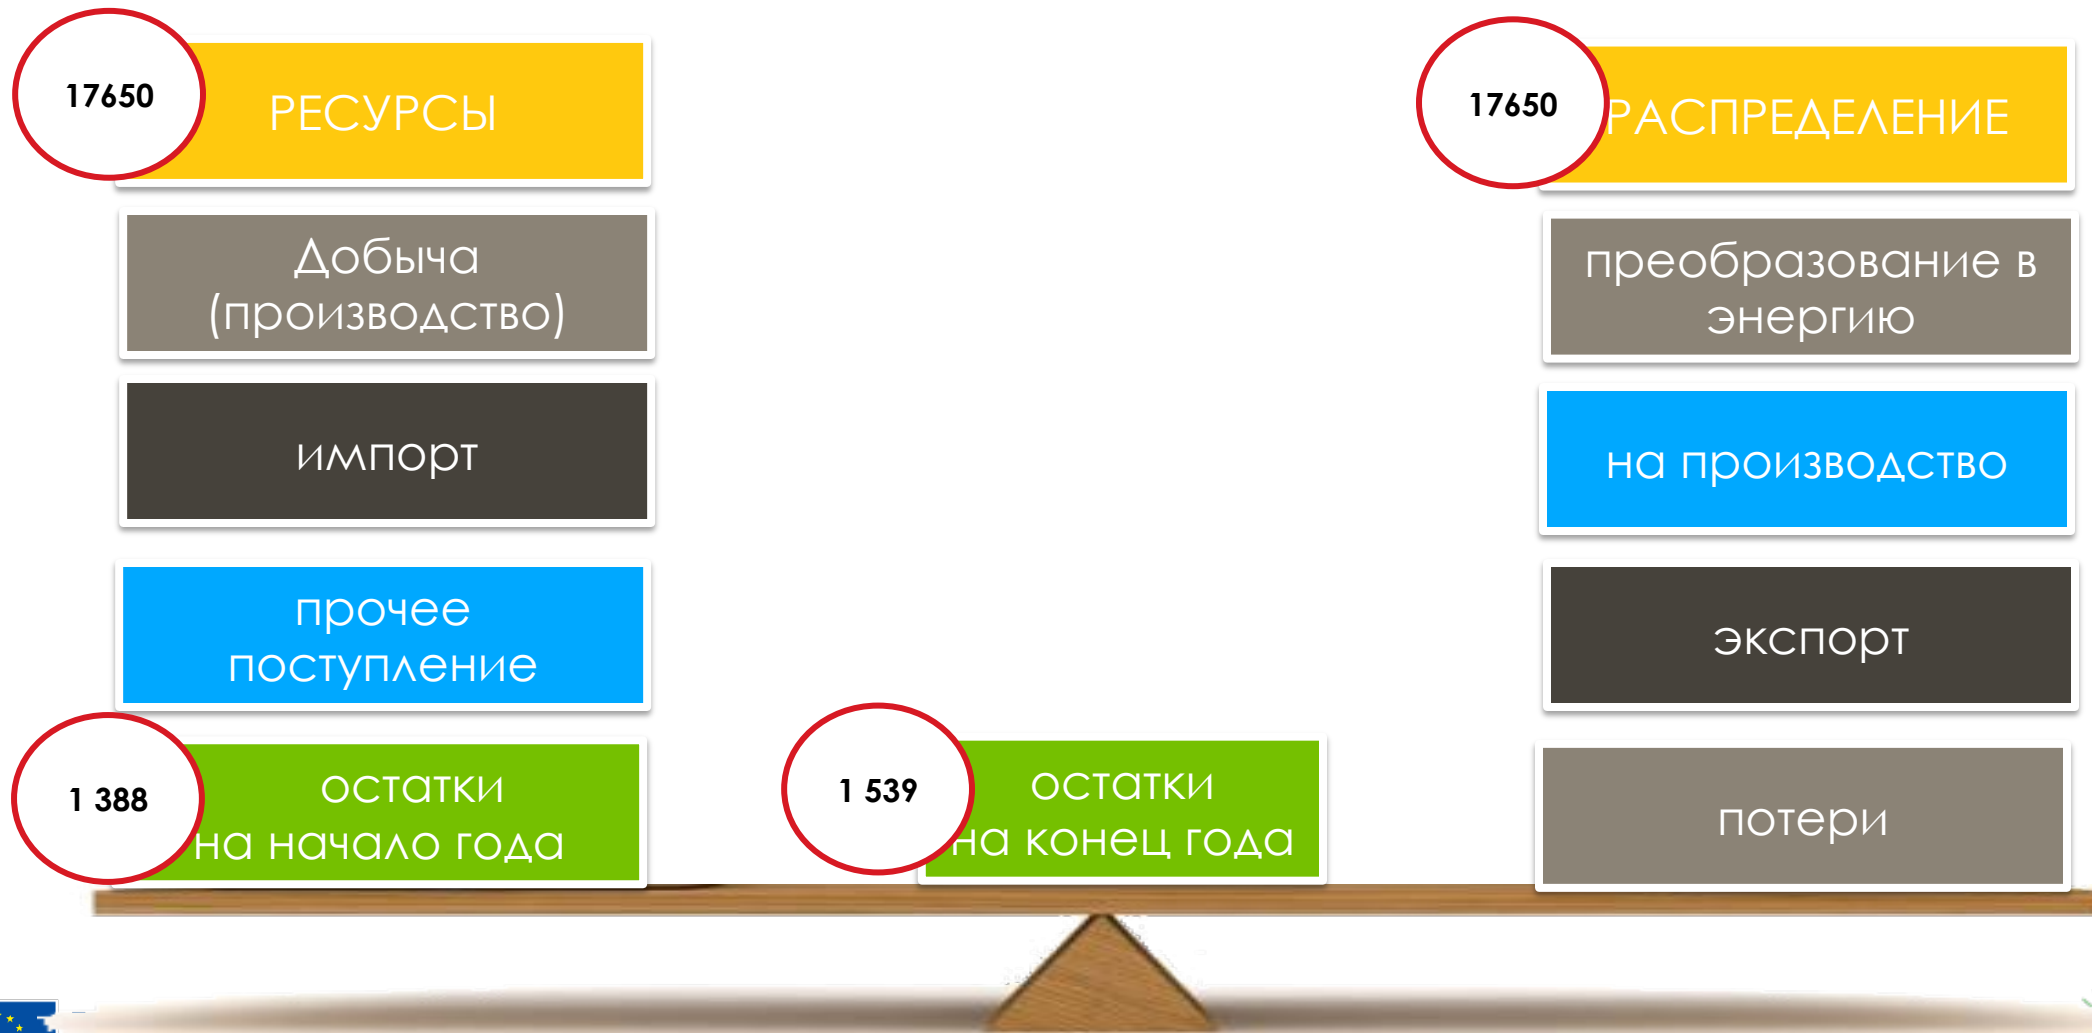 17650
РЕСУРСЫ
Добыча
(производство)
импорт
прочее
поступление
1 388
остатки
на начало года
1 539
остатки
на конец года
17650
РАСПРЕДЕЛЕНИЕ
преобразование в
энергию
на производство
экспорт
потери